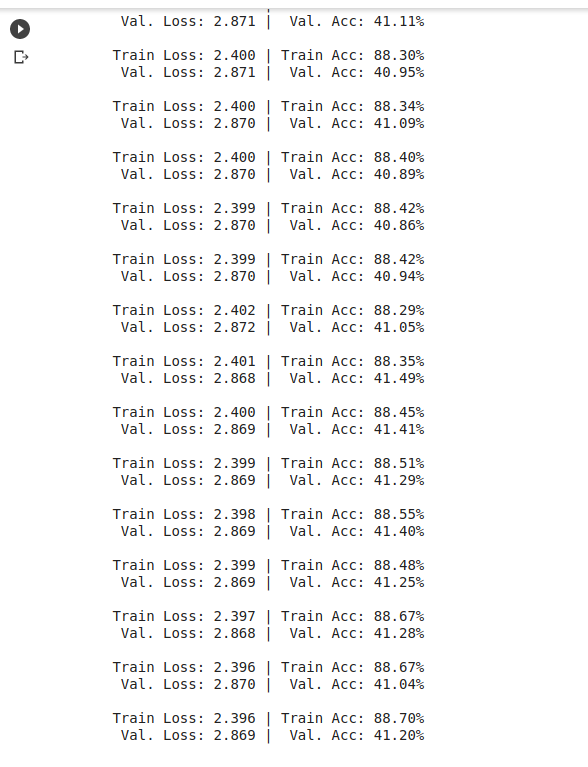 Val. Loss: 2.871 | Val. Acc: 41.11%
Train Loss: 2.400 | Train Acc: 88.30%
Val. Loss: 2.871 | Val. Acc: 40.95%
Train Loss: 2.400 | Train Acc: 88.34%
Val. Loss: 2.870 | Val. Acc: 41.09%
Train Loss: 2.400 | Train Acc: 88.40%
Val. Loss: 2.870 | Val. Acc: 40.89%
Train Loss: 2.399 | Train Acc: 88.42%
Val. Loss: 2.870 | Val. Acc: 40.86%
Train Loss: 2.399 | Train Acc: 88.42%
Val. Loss: 2.870 | Val. Acc: 40.94%
Train Loss: 2.402 | Train Acc: 88.29%
Val. Loss: 2.872 | Val. Acc: 41.05%
Train Loss: 2.401 | Train Acc: 88.35%
Val. Loss: 2.868 | Val. Acc: 41.49%
Train Loss: 2.400 | Train Acc: 88.45%
Val. Loss: 2.869 | Val. Acc: 41.41%
Train Loss: 2.399 | Train Acc: 88.51%
Val. Loss: 2.869 | Val. Acc: 41.29%
Train Loss: 2.398 | Train Acc: 88.55%
Val. Loss: 2.869 | Val. Acc: 41.40%
Train Loss: 2.399 | Train Acc: 88.48%
Val. Loss: 2.869 | Val. Acc: 41.25%
Train Loss: 2.397 | Train Acc: 88.67%
Val. Loss: 2.868 | Val. Acc: 41.28%
Train Loss: 2.396 | Train Acc: 88.67%
Val. Loss: 2.870 | Val. Acc: 41.04%
Train Loss: 2.396 | Train Acc: 88.70%
Val. Loss: 2.869 | Val. Acc: 41.20%